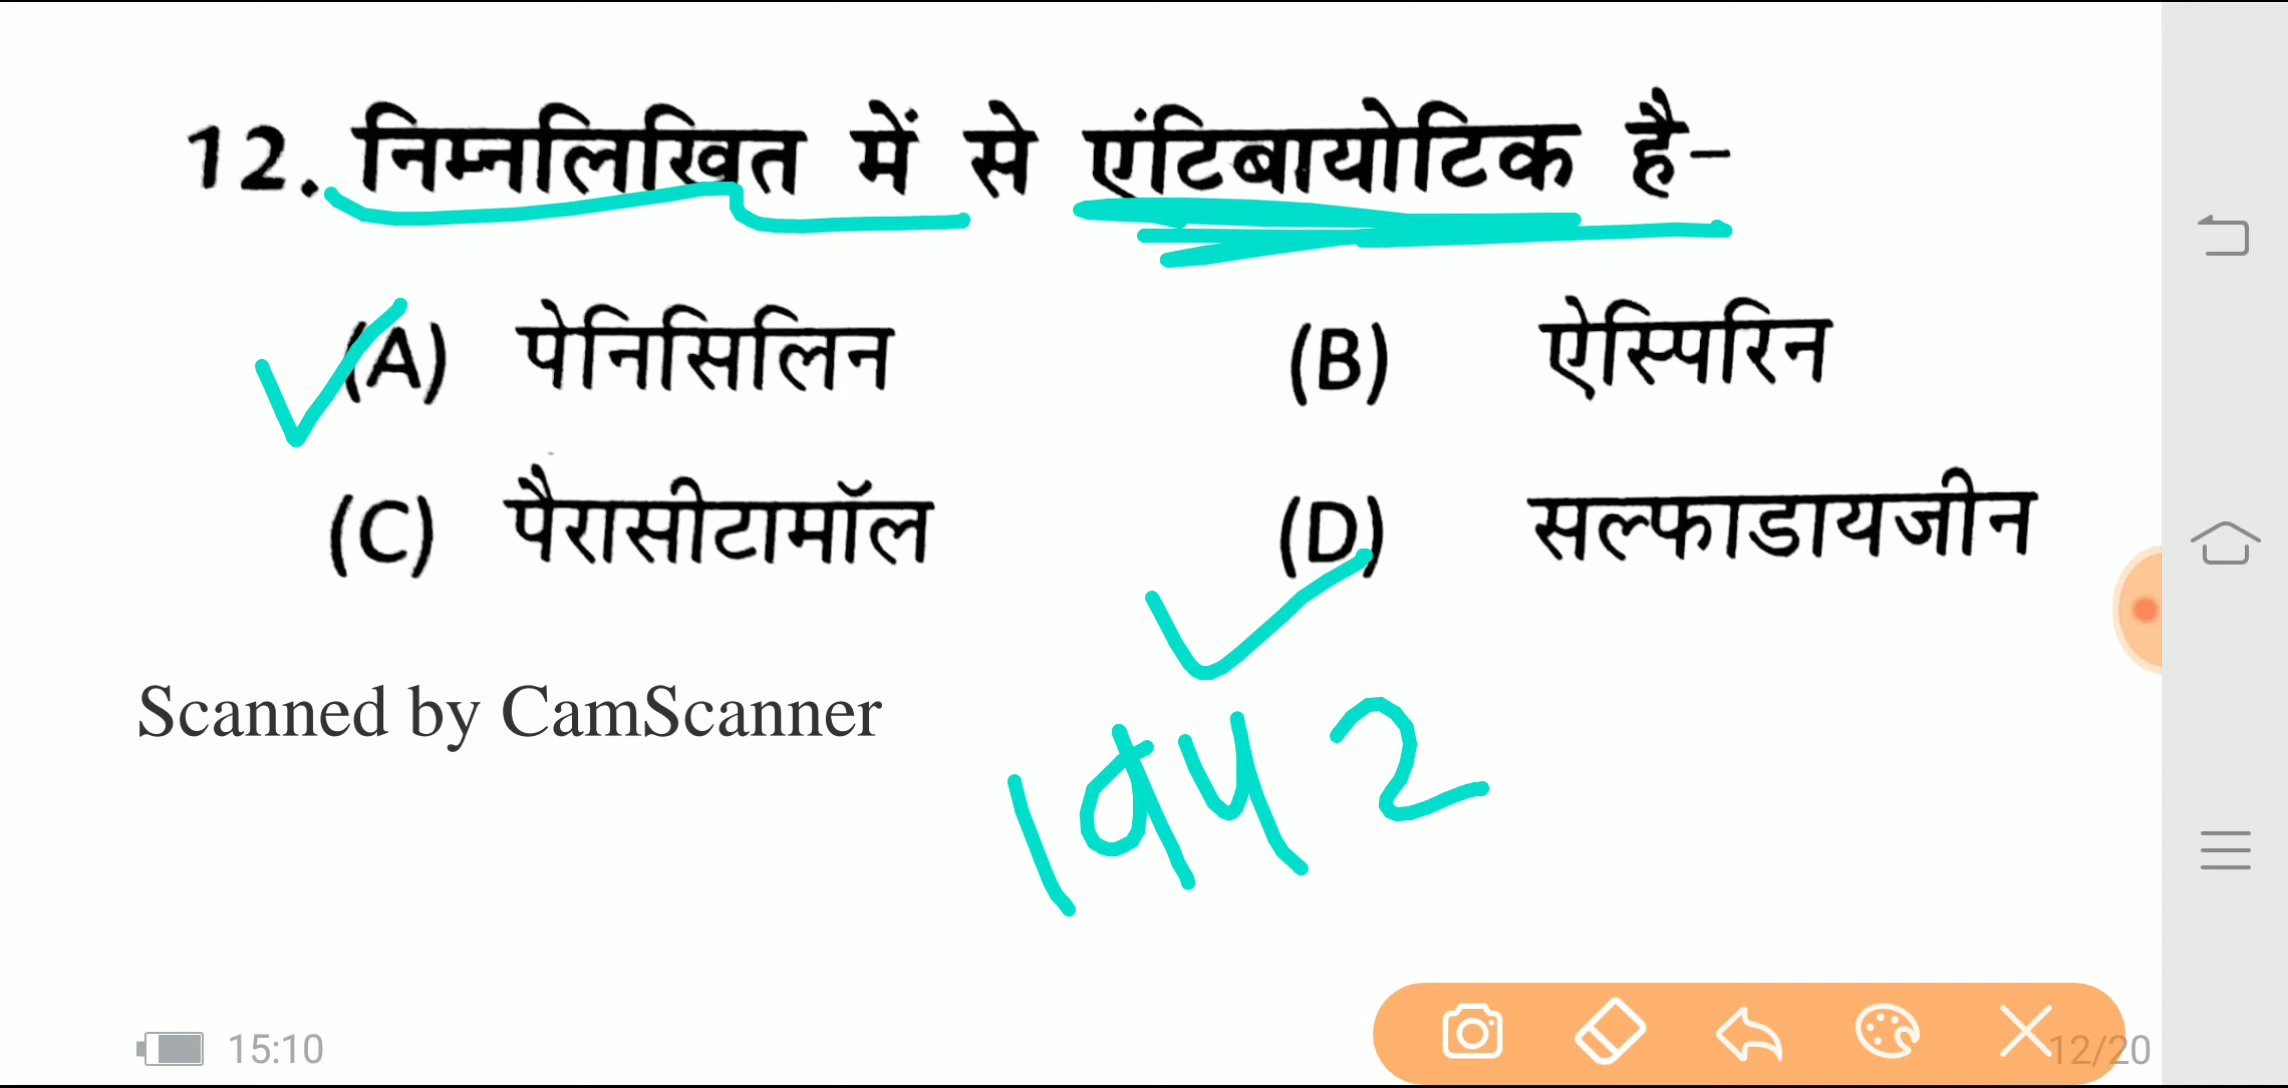 12. निम्नलिखित में से एंटिबायोटिक है-
(A) पेनिसिलिन (B) ऐस्पिरिन
(C) पैरासीटामॉल (D) सल्फाडायजीन
Scanned by CamScanner
1942
15:10
12/20